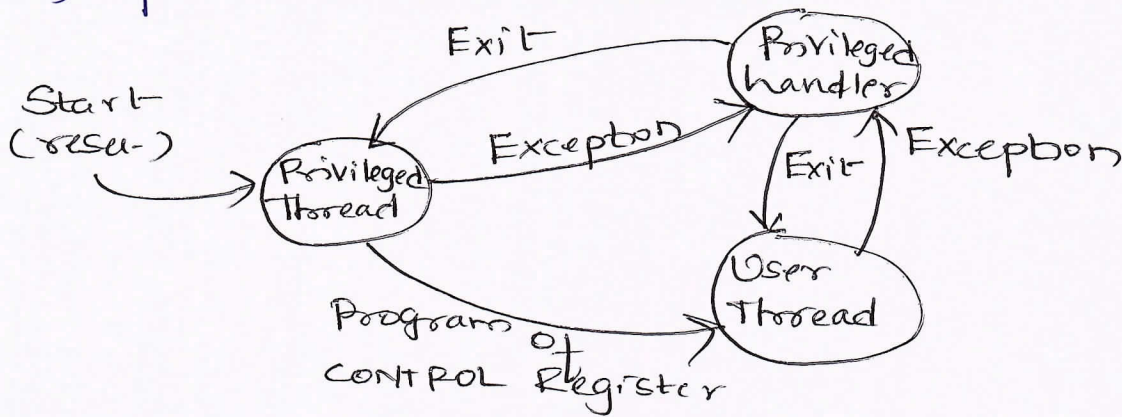 Exit
Privileged
handler
Start
(reset)
Exception
Privileged
Thread
Exit
Exception
User
Thread
Program of
CONTROL Register